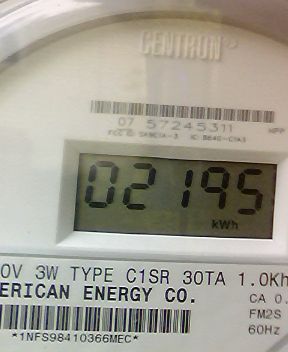 CENTRON
07 57245311
02195
kWh
0V 3W TYPE C1SR 30TA 1.0Kh
ERICAN ENERGY CO.
CA 0.
FM2S
60Hz
*1NFS98410366MEC*